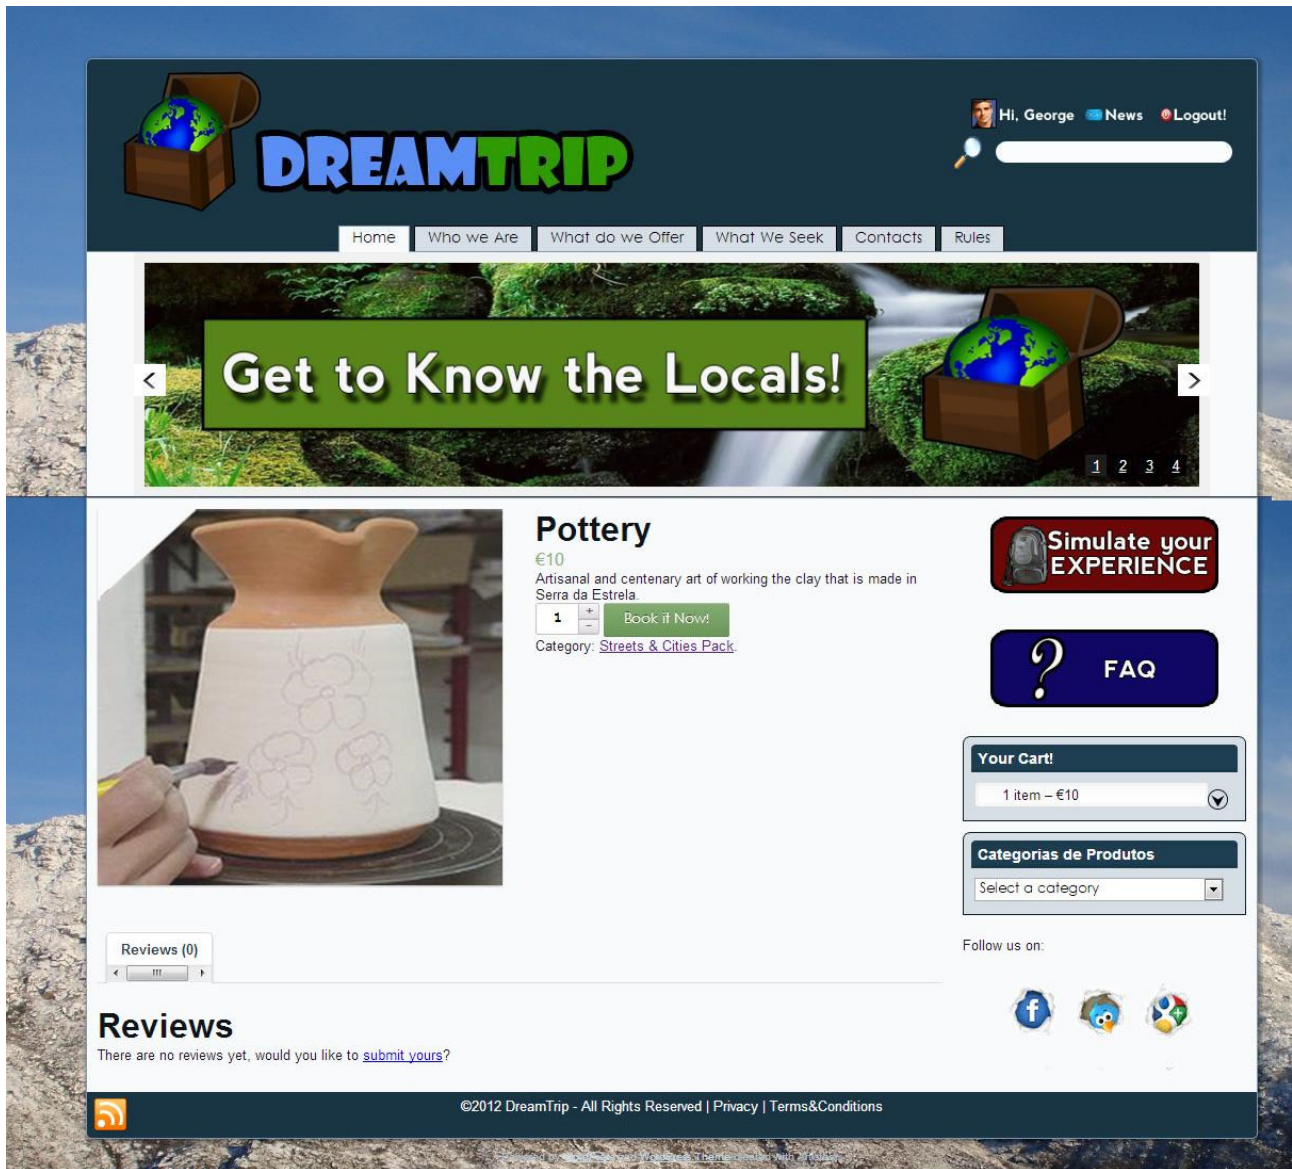 Hi, George News Logout!
DREAMTRIP
Home Who we Are What do we Offer What We Seek Contacts Rules
Get to Know the Locals!
1 2 3 4
Pottery
€10
Artisanal and centenary art of working the clay that is made in
Serra da Estrela.
1 + − Book it Now!
Category: Streets & Cities Pack.
Simulate your
EXPERIENCE
? FAQ
Your Cart!
1 item – €10
Categorias de Produtos
Select a category
Reviews (0)
Follow us on:
Reviews
There are no reviews yet, would you like to submit yours?
©2012 DreamTrip - All Rights Reserved | Privacy | Terms&Conditions